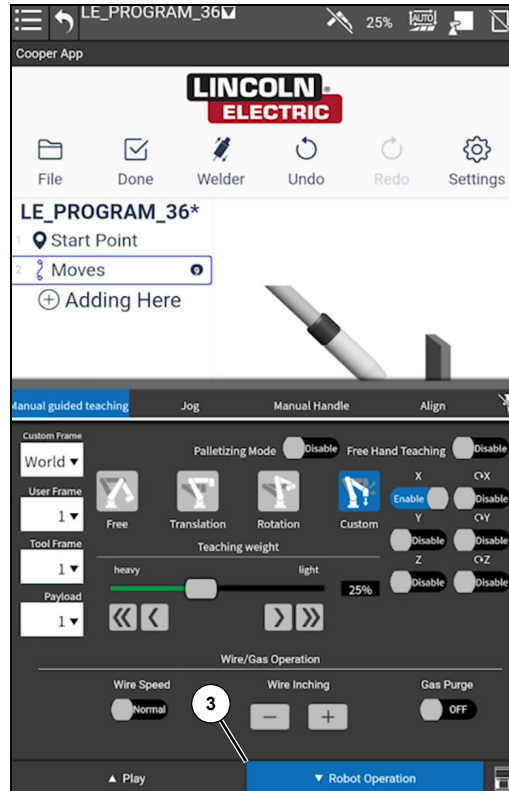 LE_PROGRAM_36
25%
AUTO
Cooper App
LINCOLN
ELECTRIC
File Done Welder Undo Redo Settings
LE_PROGRAM_36*
1 Start Point
2 Moves 9
Adding Here
Manual guided teaching Jog Manual Handle Align
Custom Frame
World
Palletizing Mode Disable Free Hand Teaching Disable
User Frame
1
Free Translation Rotation Custom
X X
Enable Disable
Y Y
Disable Disable
Z Z
Disable Disable
Tool Frame
1
Teaching weight
heavy light
25%
Payload
1
Wire/Gas Operation
Wire Speed Wire Inching Gas Purge
Normal − + OFF
3
Play Robot Operation